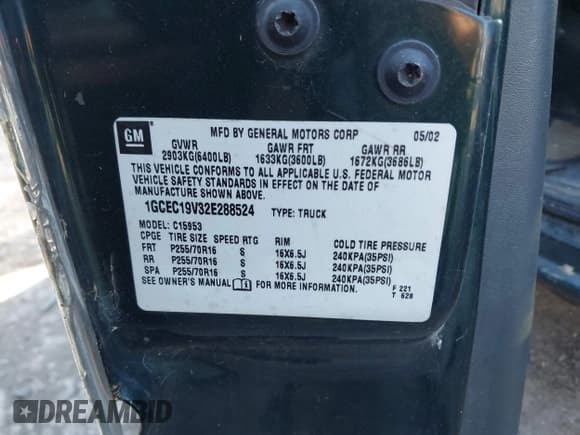 GM
MFD BY GENERAL MOTORS CORP 05/02
GVWR GAWR FRT GAWR RR
2903KG(6400LB) 1633KG(3600LB) 1672KG(3686LB)
THIS VEHICLE CONFORMS TO ALL APPLICABLE U.S. FEDERAL MOTOR
VEHICLE SAFETY STANDARDS IN EFFECT ON THE DATE OF
MANUFACTURE SHOWN ABOVE.
1GCEC19V32E288524 TYPE: TRUCK
MODEL: C15953
CPGE TIRE SIZE SPEED RTG RIM COLD TIRE PRESSURE
FRT P255/70R16 S 16X6.5J 240KPA(35PSI)
RR P255/70R16 S 16X6.5J 240KPA(35PSI)
SPA P255/70R16 S 16X6.5J 240KPA(35PSI)
SEE OWNER'S MANUAL FOR MORE INFORMATION.
F 221
T 628
DREAMBID